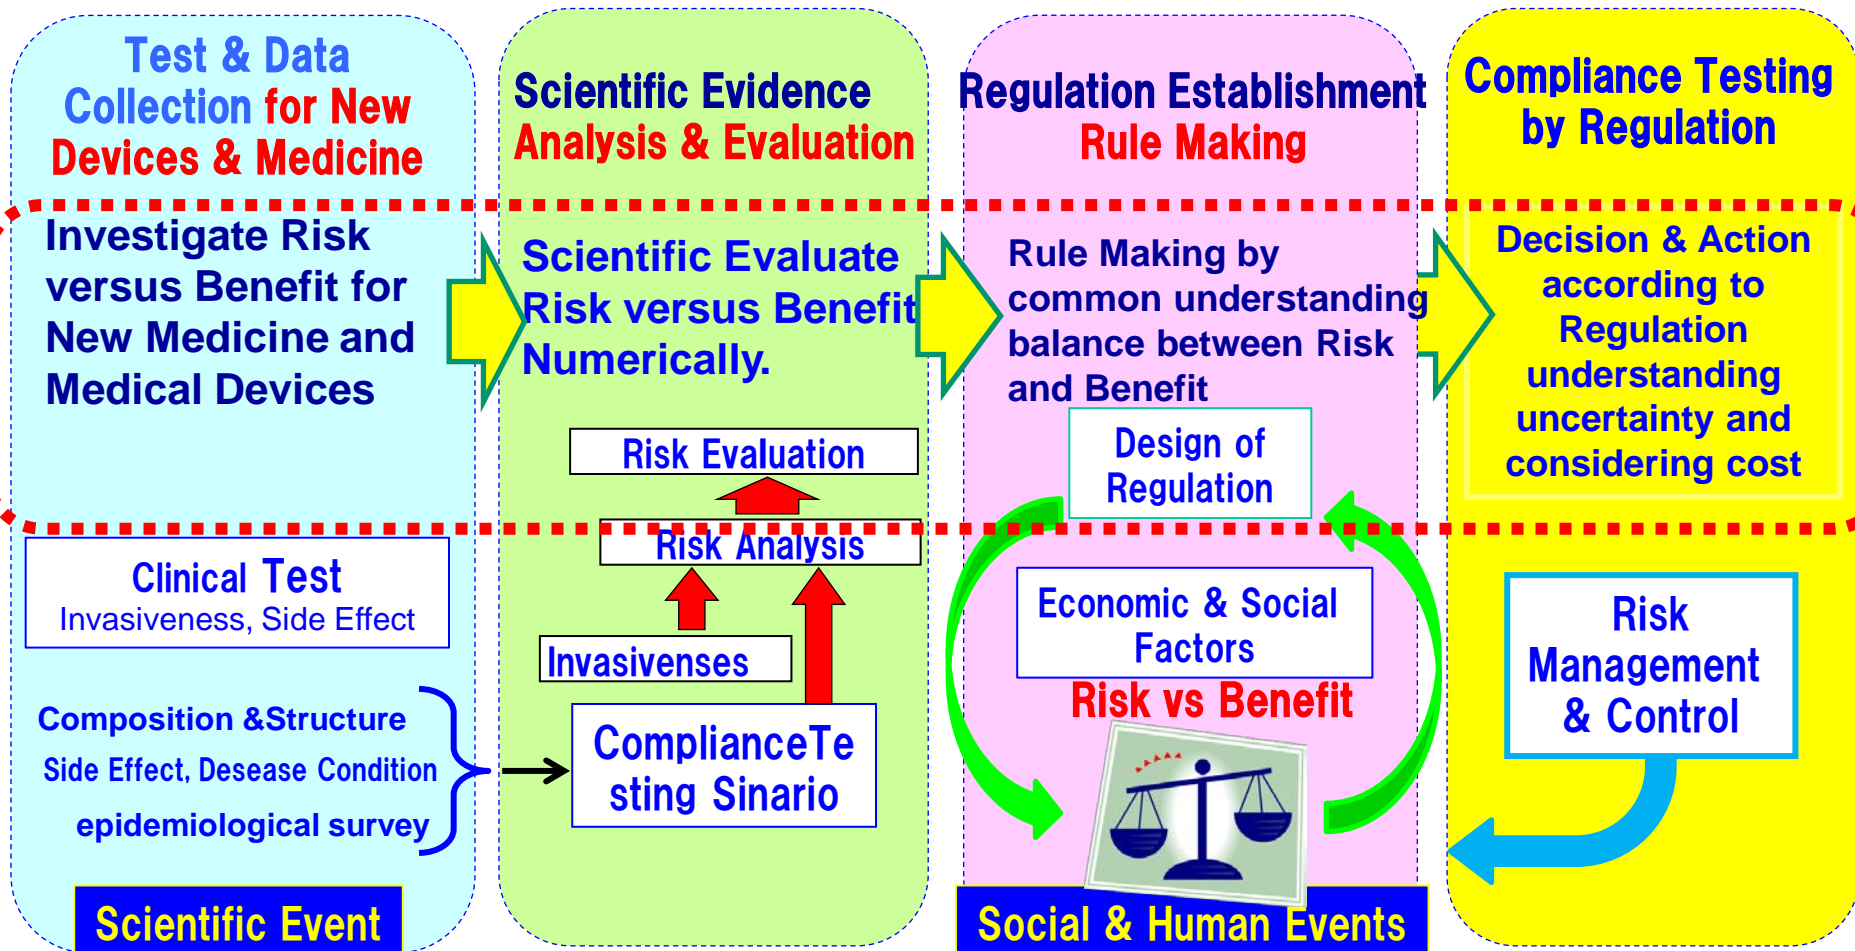 Test & Data
Collection for New
Devices & Medicine
Investigate Risk
versus Benefit for
New Medicine and
Medical Devices
Clinical Test
Invasiveness, Side Effect
Composition &Structure
Side Effect, Desease Condition
epidemiological survey
Scientific Event
Scientific Evidence
Analysis & Evaluation
Scientific Evaluate
Risk versus Benefit
Numerically.
Risk Evaluation
Risk Analysis
Invasivenses
ComplianceTe
sting Sinario
Regulation Establishment
Rule Making
Rule Making by
common understanding
balance between Risk
and Benefit
Design of
Regulation
Economic & Social
Factors
Risk vs Benefit
Social & Human Events
Compliance Testing
by Regulation
Decision & Action
according to
Regulation
understanding
uncertainty and
considering cost
Risk
Management
& Control